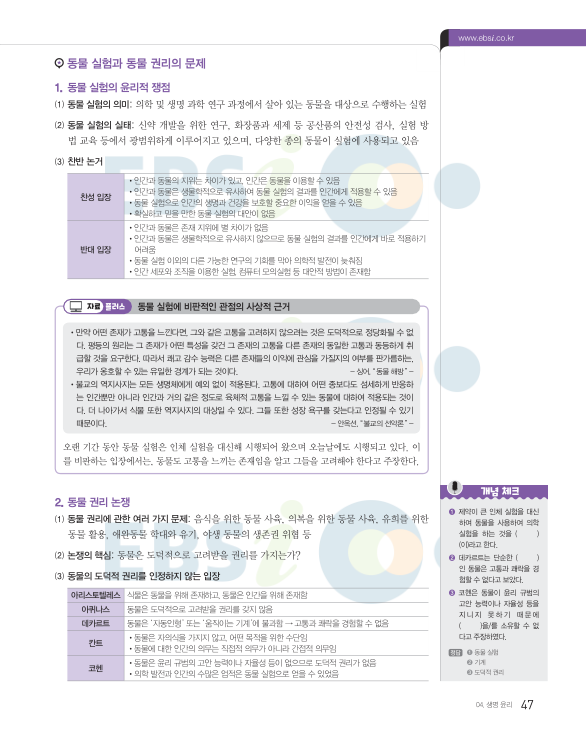 www.ebsi.co.kr
동물 실험과 동물 권리의 문제
1. 동물 실험의 윤리적 쟁점
(1) 동물 실험의 의미: 의학 및 생명 과학 연구 과정에서 살아 있는 동물을 대상으로 수행하는 실험
(2) 동물 실험의 실태: 신약 개발을 위한 연구, 화장품과 세제 등 공산품의 안전성 검사, 실험 방
법 교육 등에서 광범위하게 이루어지고 있으며, 다양한 종의 동물이 실험에 사용되고 있음
(3) 찬반 논거
찬성 입장
• 인간과 동물의 지위는 차이가 있고, 인간은 동물을 이용할 수 있음
• 인간과 동물은 생물학적으로 유사하여 동물 실험의 결과를 인간에게 적용할 수 있음
• 동물 실험으로 인간의 생명과 건강을 보호할 중요한 이익을 얻을 수 있음
• 확실하고 믿을 만한 동물 실험의 대안이 없음
반대 입장
• 인간과 동물은 존재 지위에 별 차이가 없음
• 인간과 동물은 생물학적으로 유사하지 않으므로 동물 실험의 결과를 인간에게 바로 적용하기
어려움
• 동물 실험 이외의 다른 가능한 연구의 기회를 막아 의학적 발전이 늦춰짐
• 인간 세포와 조직을 이용한 실험, 컴퓨터 모의실험 등 대안적 방법이 존재함
자료 플러스 동물 실험에 비판적인 관점의 사상적 근거
• 만약 어떤 존재가 고통을 느낀다면, 그와 같은 고통을 고려하지 않으려는 것은 도덕적으로 정당화될 수 없
다. 평등의 원리는 그 존재가 어떤 특성을 갖건 그 존재의 고통을 다른 존재의 동일한 고통과 동등하게 취
급할 것을 요구한다. 따라서 쾌고 감수 능력은 다른 존재들의 이익에 관심을 가질지의 여부를 판가름하는,
우리가 옹호할 수 있는 유일한 경계가 되는 것이다. – 싱어, “동물 해방” –
• 불교의 역지사지는 모든 생명체에게 예외 없이 적용된다. 고통에 대하여 어떤 종보다도 섬세하게 반응하
는 인간뿐만 아니라 인간과 거의 같은 정도로 육체적 고통을 느낄 수 있는 동물에 대하여 적용되는 것이
다. 더 나아가서 식물 또한 역지사지의 대상일 수 있다. 그들 또한 성장 욕구를 갖는다고 인정될 수 있기
때문이다. – 안옥선, “불교의 선악론” –
오랜 기간 동안 동물 실험은 인체 실험을 대신해 시행되어 왔으며 오늘날에도 시행되고 있다. 이
를 비판하는 입장에서는, 동물도 고통을 느끼는 존재임을 알고 그들을 고려해야 한다고 주장한다.
2. 동물 권리 논쟁
(1) 동물 권리에 관한 여러 가지 문제: 음식을 위한 동물 사육, 의복을 위한 동물 사육, 유희를 위한
동물 활용, 애완동물 학대와 유기, 야생 동물의 생존권 위협 등
(2) 논쟁의 핵심: 동물은 도덕적으로 고려받을 권리를 가지는가?
(3) 동물의 도덕적 권리를 인정하지 않는 입장
아리스토텔레스 식물은 동물을 위해 존재하고, 동물은 인간을 위해 존재함
아퀴나스 동물은 도덕적으로 고려받을 권리를 갖지 않음
데카르트 동물은 ‘자동인형’ 또는 ‘움직이는 기계’에 불과함 → 고통과 쾌락을 경험할 수 없음
칸트
• 동물은 자의식을 가지지 않고, 어떤 목적을 위한 수단임
• 동물에 대한 인간의 의무는 직접적 의무가 아니라 간접적 의무임
코헨
• 동물은 윤리 규범의 고안 능력이나 자율성 등이 없으므로 도덕적 권리가 없음
• 의학 발전과 인간의 수많은 업적은 동물 실험으로 얻을 수 있었음
개념 체크
❶ 제약이 큰 인체 실험을 대신
하여 동물을 사용하여 의학
실험을 하는 것을 ( )
(이)라고 한다.
❷ 데카르트는 단순한 ( )
인 동물은 고통과 쾌락을 경
험할 수 없다고 보았다.
❸ 코헨은 동물이 윤리 규범의
고안 능력이나 자율성 등을
지니지 못하기 때문에
( )을/를 소유할 수 없
다고 주장하였다.
정답 ❶ 동물 실험
❷ 기계
❸ 도덕적 권리
04. 생명 윤리 47